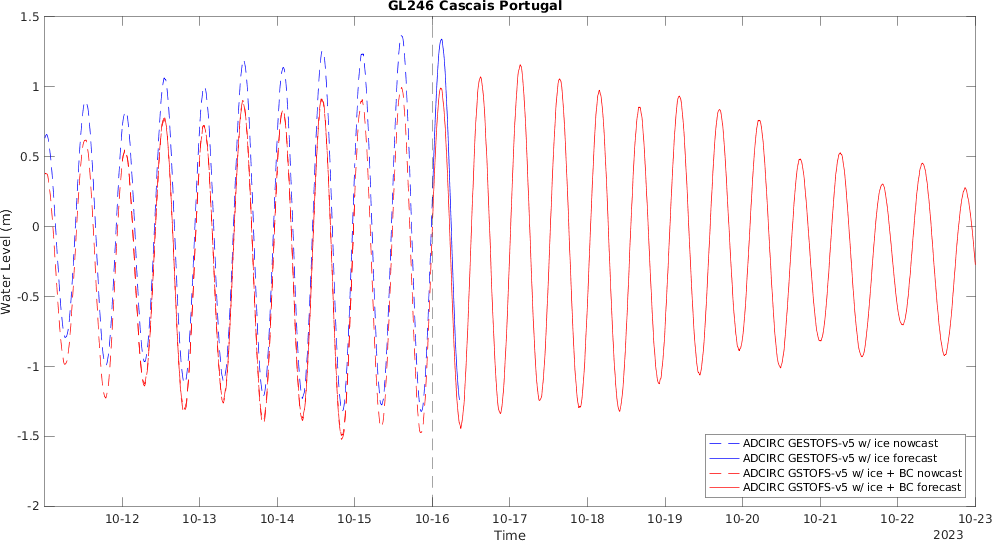 GL246 Cascais Portugal
1.5
1
0.5
0
-0.5
-1
-1.5
-2
Water Level (m)
10-12 10-13 10-14 10-15 10-16 10-17 10-18 10-19 10-20 10-21 10-22 10-23
Time
2023
ADCIRC GESTOFS-v5 w/ ice nowcast
ADCIRC GESTOFS-v5 w/ ice forecast
ADCIRC GSTOFS-v5 w/ ice + BC nowcast
ADCIRC GSTOFS-v5 w/ ice + BC forecast